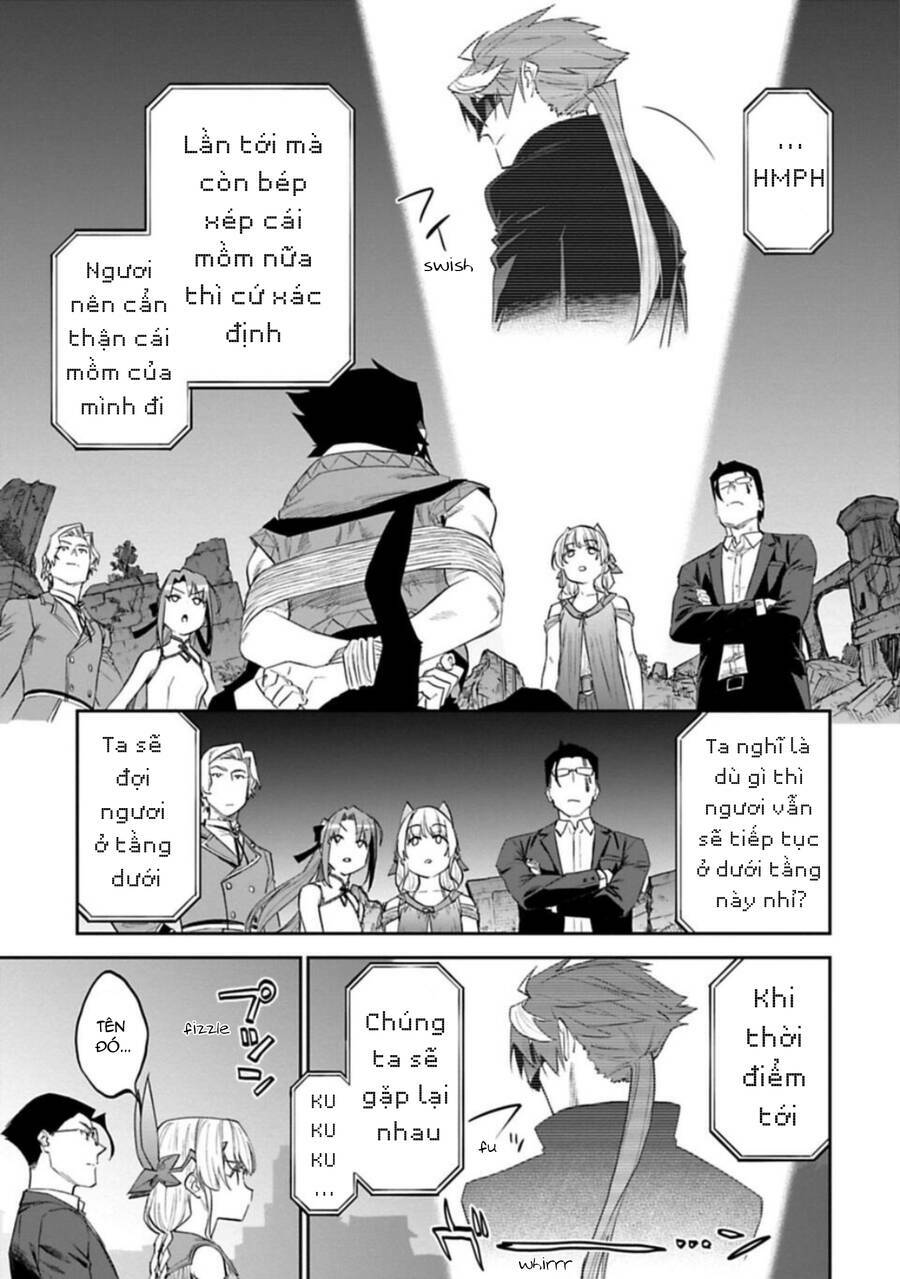 ...
HMPH
フイ
swish
Lần tới mà
còn bép
xép cái
mồm nữa
thì cứ xác
định
Ngươi
nên cẩn
thận cái
mồm của
mình đi
Ta nghĩ là
dù gì thì
ngươi vẫn
sẽ tiếp tục
ở dưới tầng
này nhỉ?
Ta sẽ
đợi
ngươi
ở tầng
dưới
Khi
thời
điểm
tới
Chúng
ta sẽ
gặp lại
nhau
KU
KU
KU
...
fu
whirrr
fizzle
TÊN
ĐÓ...